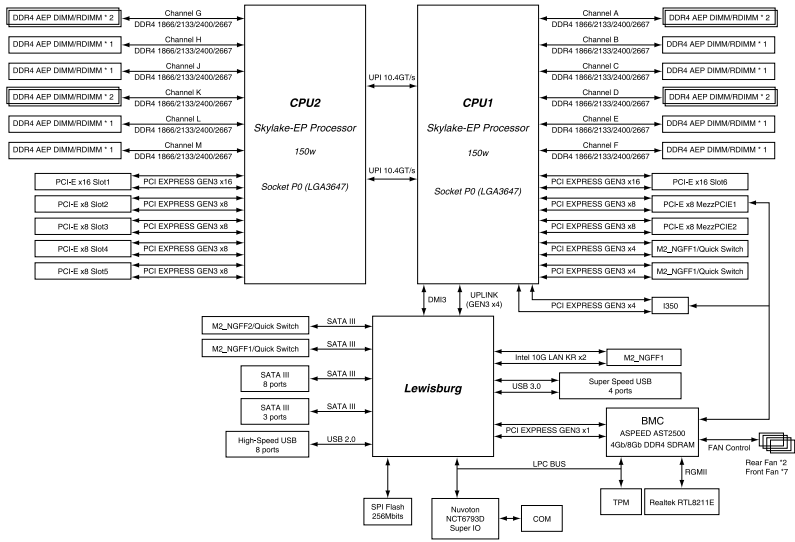 DDR4 AEP DIMM/RDIMM * 2
Channel G
DDR4 1866/2133/2400/2667
DDR4 AEP DIMM/RDIMM * 1
Channel H
DDR4 1866/2133/2400/2667
DDR4 AEP DIMM/RDIMM * 1
Channel J
DDR4 1866/2133/2400/2667
DDR4 AEP DIMM/RDIMM * 2
Channel K
DDR4 1866/2133/2400/2667
DDR4 AEP DIMM/RDIMM * 1
Channel L
DDR4 1866/2133/2400/2667
DDR4 AEP DIMM/RDIMM * 1
Channel M
DDR4 1866/2133/2400/2667
PCI-E x16 Slot1
PCI EXPRESS GEN3 x16
PCI-E x8 Slot2
PCI EXPRESS GEN3 x8
PCI-E x8 Slot3
PCI EXPRESS GEN3 x8
PCI-E x8 Slot4
PCI EXPRESS GEN3 x8
PCI-E x8 Slot5
PCI EXPRESS GEN3 x8
CPU2
Skylake-EP Processor
150w
Socket P0 (LGA3647)
UPI 10.4GT/s
UPI 10.4GT/s
CPU1
Skylake-EP Processor
150w
Socket P0 (LGA3647)
Channel A
DDR4 1866/2133/2400/2667
DDR4 AEP DIMM/RDIMM * 2
Channel B
DDR4 1866/2133/2400/2667
DDR4 AEP DIMM/RDIMM * 1
Channel C
DDR4 1866/2133/2400/2667
DDR4 AEP DIMM/RDIMM * 1
Channel D
DDR4 1866/2133/2400/2667
DDR4 AEP DIMM/RDIMM * 2
Channel E
DDR4 1866/2133/2400/2667
DDR4 AEP DIMM/RDIMM * 1
Channel F
DDR4 1866/2133/2400/2667
DDR4 AEP DIMM/RDIMM * 1
PCI EXPRESS GEN3 x16
PCI-E x16 Slot6
PCI EXPRESS GEN3 x8
PCI-E x8 MezzPCIE1
PCI EXPRESS GEN3 x8
PCI-E x8 MezzPCIE2
PCI EXPRESS GEN3 x4
M2_NGFF1/Quick Switch
PCI EXPRESS GEN3 x4
M2_NGFF1/Quick Switch
PCI EXPRESS GEN3 x4
I350
DMI3
UPLINK
(GEN3 x4)
M2_NGFF2/Quick Switch
SATA III
M2_NGFF1/Quick Switch
SATA III
SATA III
8 ports
SATA III
SATA III
3 ports
SATA III
High-Speed USB
8 ports
USB 2.0
Lewisburg
Intel 10G LAN KR x2
M2_NGFF1
USB 3.0
Super Speed USB
4 ports
PCI EXPRESS GEN3 x1
BMC
ASPEED AST2500
4Gb/8Gb DDR4 SDRAM
FAN Control
Rear Fan *2
Front Fan *7
LPC BUS
RGMII
SPI Flash
256Mbits
Nuvoton
NCT6793D
Super IO
COM
TPM
Realtek RTL8211E